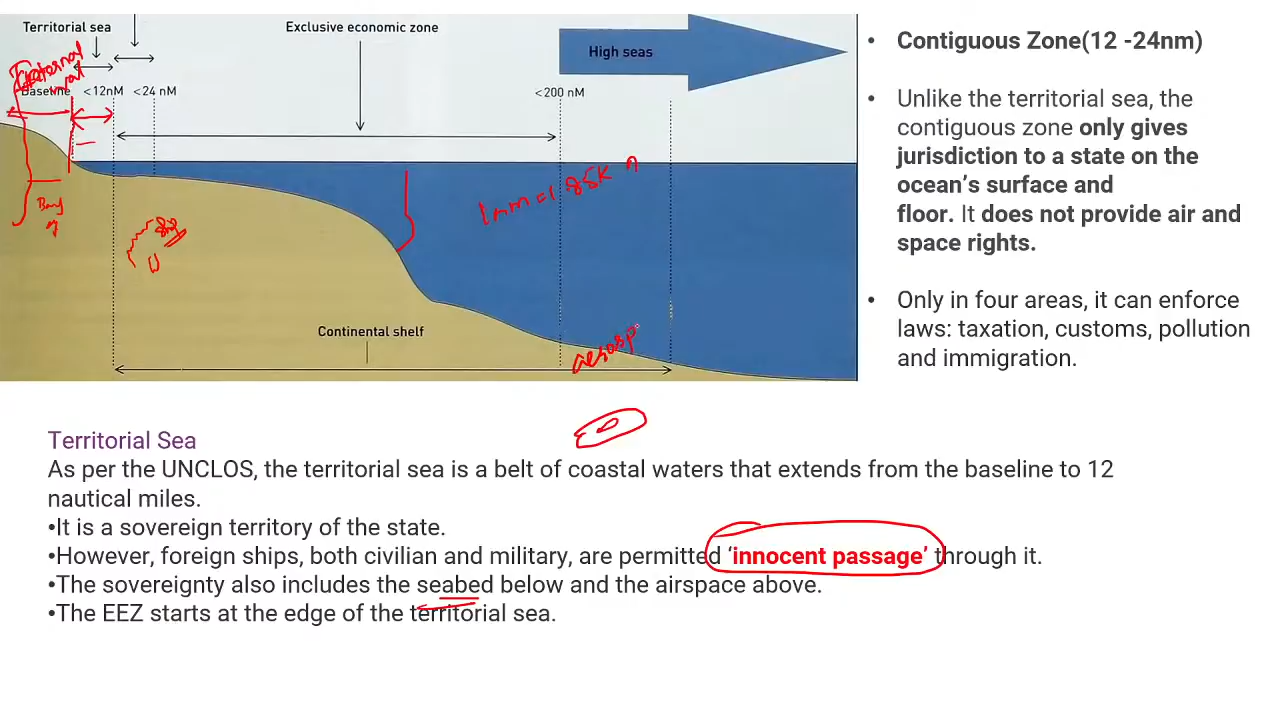 Territorial sea
Exclusive economic zone
High seas
Baseline
<12nM
<24 nM
<200 nM
1nm=1.85K
Ship
aerosp
Continental shelf
• Contiguous Zone(12 -24nm)
• Unlike the territorial sea, the
contiguous zone only gives
jurisdiction to a state on the
ocean's surface and
floor. It does not provide air and
space rights.
• Only in four areas, it can enforce
laws: taxation, customs, pollution
and immigration.
Territorial Sea
As per the UNCLOS, the territorial sea is a belt of coastal waters that extends from the baseline to 12
nautical miles.
•It is a sovereign territory of the state.
•However, foreign ships, both civilian and military, are permitted ‘innocent passage’ through it.
•The sovereignty also includes the seabed below and the airspace above.
•The EEZ starts at the edge of the territorial sea.